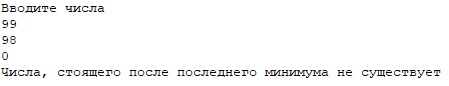 Вводите числа
99
98
0
Числа, стоящего после последнего минимума не существует